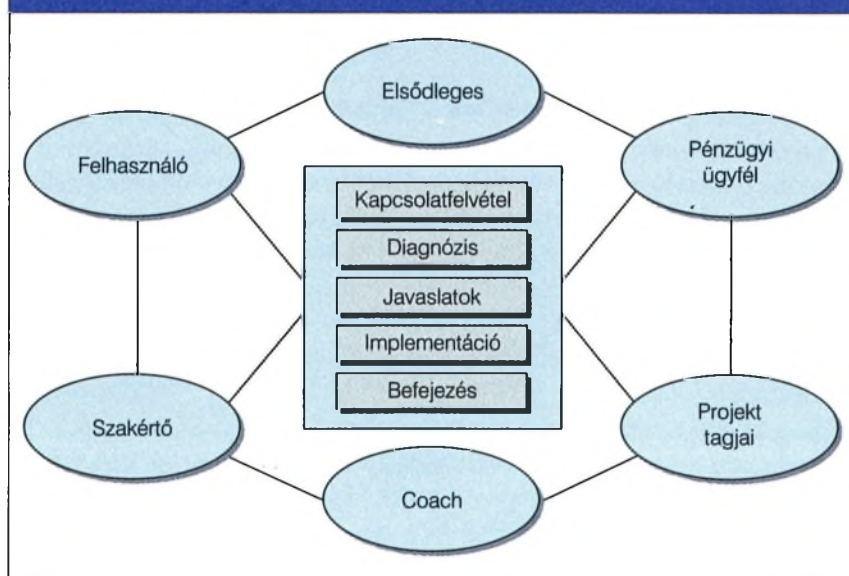 Elsődleges
Felhasználó
Pénzügyi
ügyfél
Kapcsolatfelvétel
Diagnózis
Javaslatok
Implementáció
Befejezés
Szakértő
Projekt
tagjai
Coach